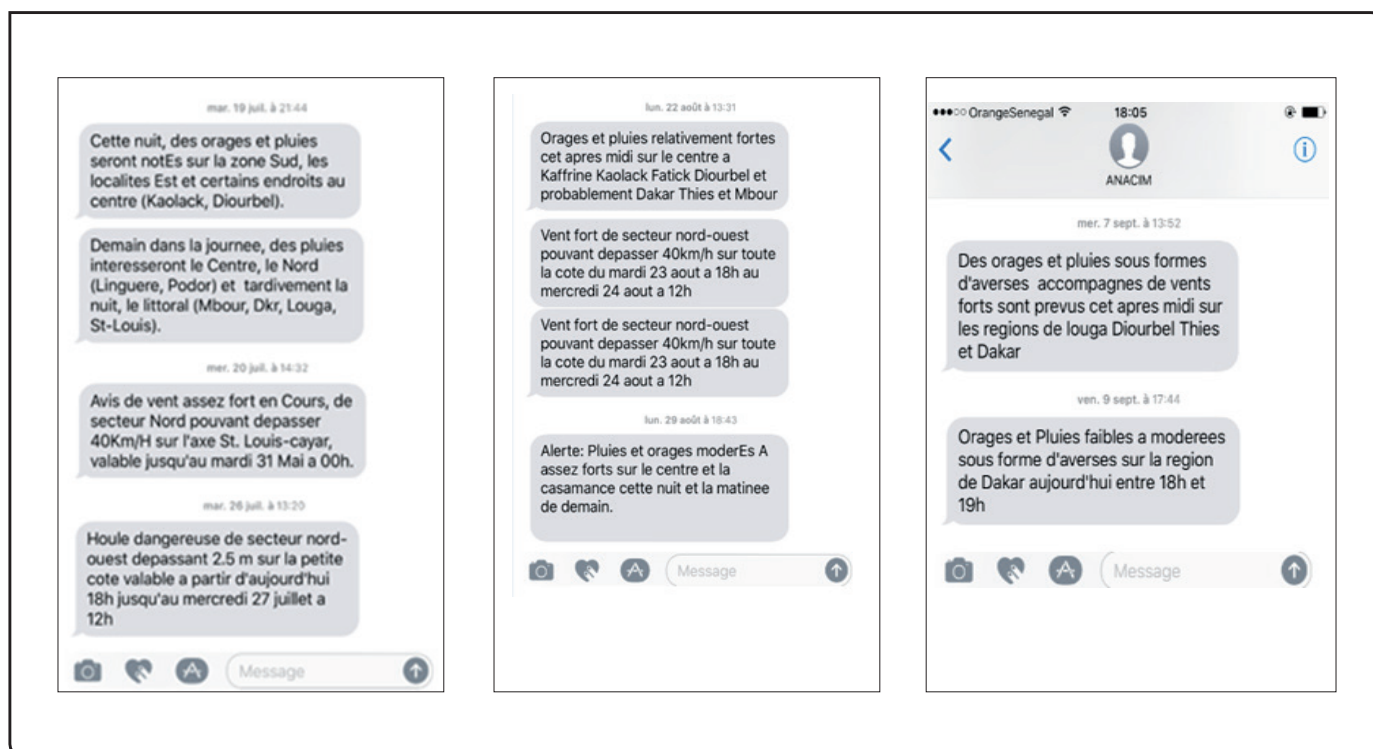 mar. 19 juil. à 21:44
Cette nuit, des orages et pluies
seront notEs sur la zone Sud, les
localites Est et certains endroits au
centre (Kaolack, Diourbel).
Demain dans la journee, des pluies
interesseront le Centre, le Nord
(Linguere, Podor) et tardivement la
nuit, le littoral (Mbour, Dkr, Louga,
St-Louis).
mer. 20 juil. à 14:32
Avis de vent assez fort en Cours, de
secteur Nord pouvant depasser
40Km/H sur l'axe St. Louis-cayar,
valable jusqu'au mardi 31 Mai a 00h.
mar. 26 juil. à 13:20
Houle dangereuse de secteur nord-
ouest depassant 2.5 m sur la petite
cote valable a partir d'aujourd'hui
18h jusqu'au mercredi 27 juillet a
12h
Message
lun. 22 août à 13:31
Orages et pluies relativement fortes
cet apres midi sur le centre a
Kaffrine Kaolack Fatick Diourbel et
probablement Dakar Thies et Mbour
Vent fort de secteur nord-ouest
pouvant depasser 40km/h sur toute
la cote du mardi 23 aout a 18h au
mercredi 24 aout a 12h
Vent fort de secteur nord-ouest
pouvant depasser 40km/h sur toute
la cote du mardi 23 aout a 18h au
mercredi 24 aout a 12h
lun. 29 août à 18:43
Alerte: Pluies et orages moderEs A
assez forts sur le centre et la
casamance cette nuit et la matinee
de demain.
Message
OrangeSenegal 18:05
ANACIM
mer. 7 sept. à 13:52
Des orages et pluies sous formes
d'averses accompagnes de vents
forts sont prevus cet apres midi sur
les regions de louga Diourbel Thies
et Dakar
ven. 9 sept. à 17:44
Orages et Pluies faibles a moderees
sous forme d'averses sur la region
de Dakar aujourd'hui entre 18h et
19h
Message